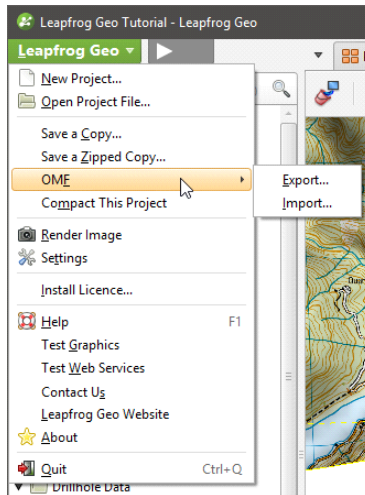 Leapfrog Geo Tutorial - Leapfrog Geo
Leapfrog Geo
New Project...
Open Project File...
Save a Copy...
Save a Zipped Copy...
OMF
Export...
Import...
Compact This Project
Render Image
Settings
Install Licence...
Help F1
Test Graphics
Test Web Services
Contact Us
Leapfrog Geo Website
About
Quit Ctrl+Q
Drillhole Data